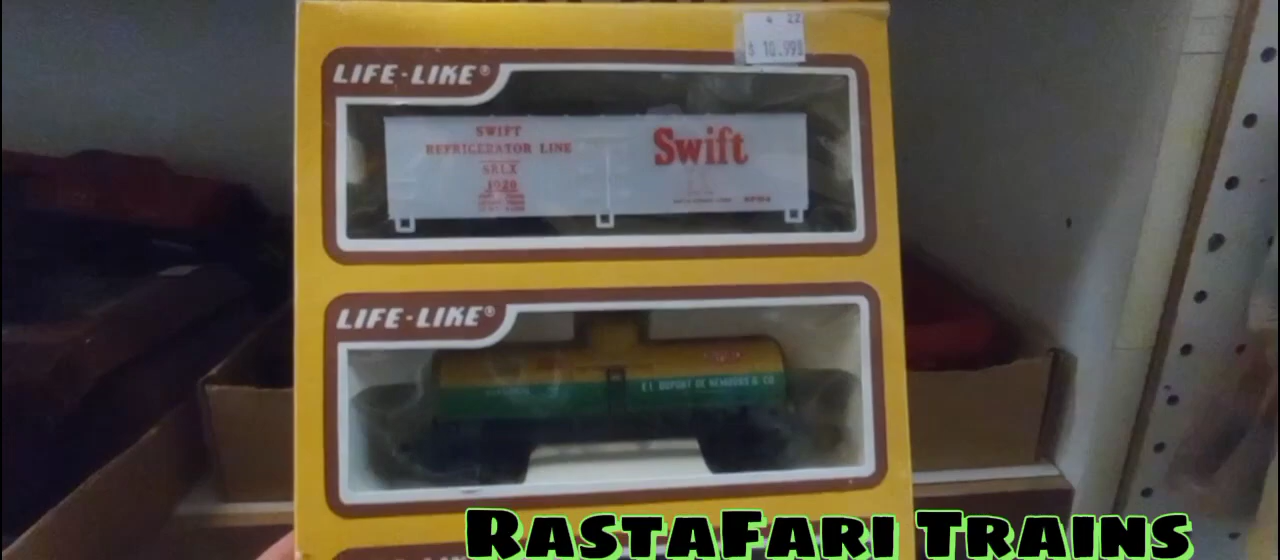 4 22
$ 10.99
LIFE-LIKE®
SWIFT
REFRIGERATOR LINE
SRLX
1020
Swift
LIFE-LIKE®
E I DUPONT DE NEMOURS & CO
RASTAFARI TRAINS